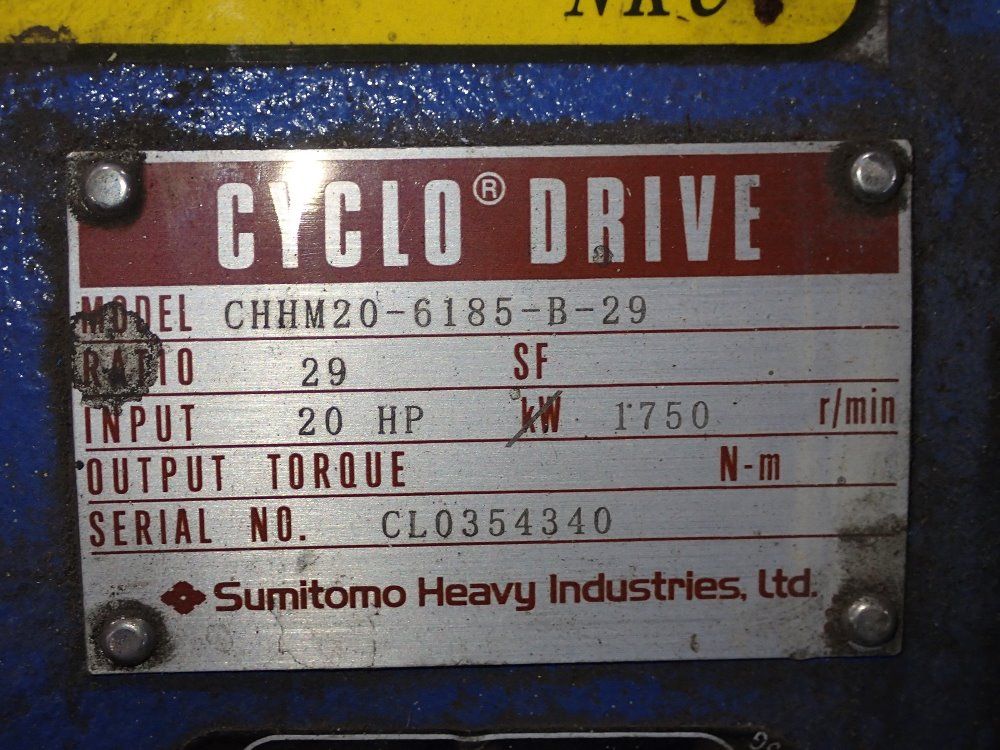 CYCLO® DRIVE
MODEL CHHM20-6185-B-29
RATIO 29 SF
INPUT 20 HP kW 1750 r/min
OUTPUT TORQUE N-m
SERIAL NO. CL0354340
Sumitomo Heavy Industries, Ltd.